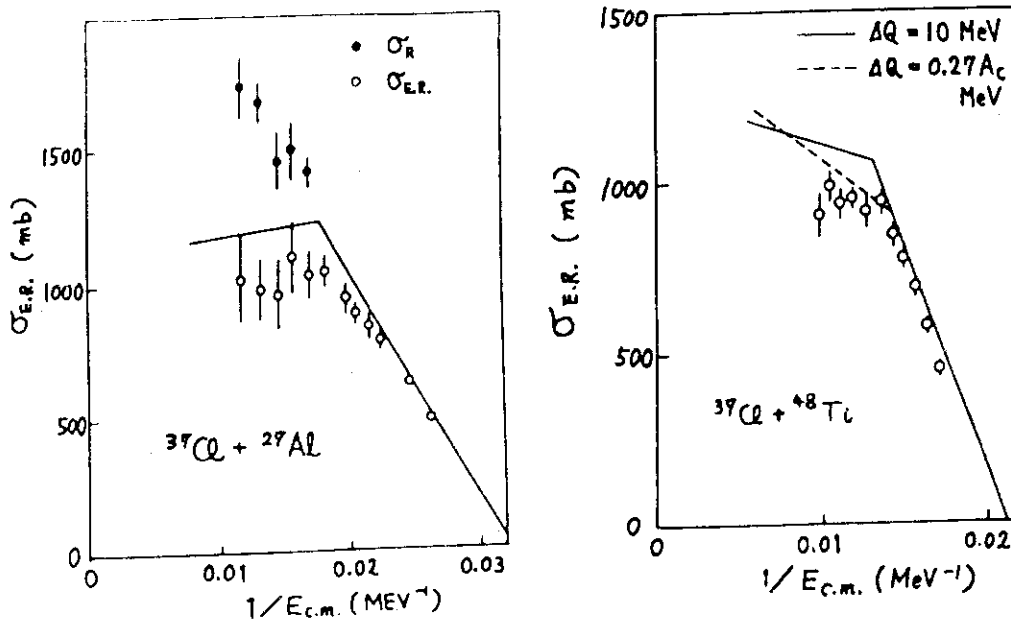 ● σR
○ σE.R.
1500
1000
500
0
σE.R. (mb)
³⁷Cl + ²⁷Al
0 0.01 0.02 0.03
1/Ec.m. (MEV⁻¹)
1500
1000
500
0
σE.R. (mb)
—— ΔQ = 10 MeV
---- ΔQ = 0.27Ac
MeV
³⁷Cl + ⁴⁸Ti
0 0.01 0.02
1/Ec.m. (MeV⁻¹)